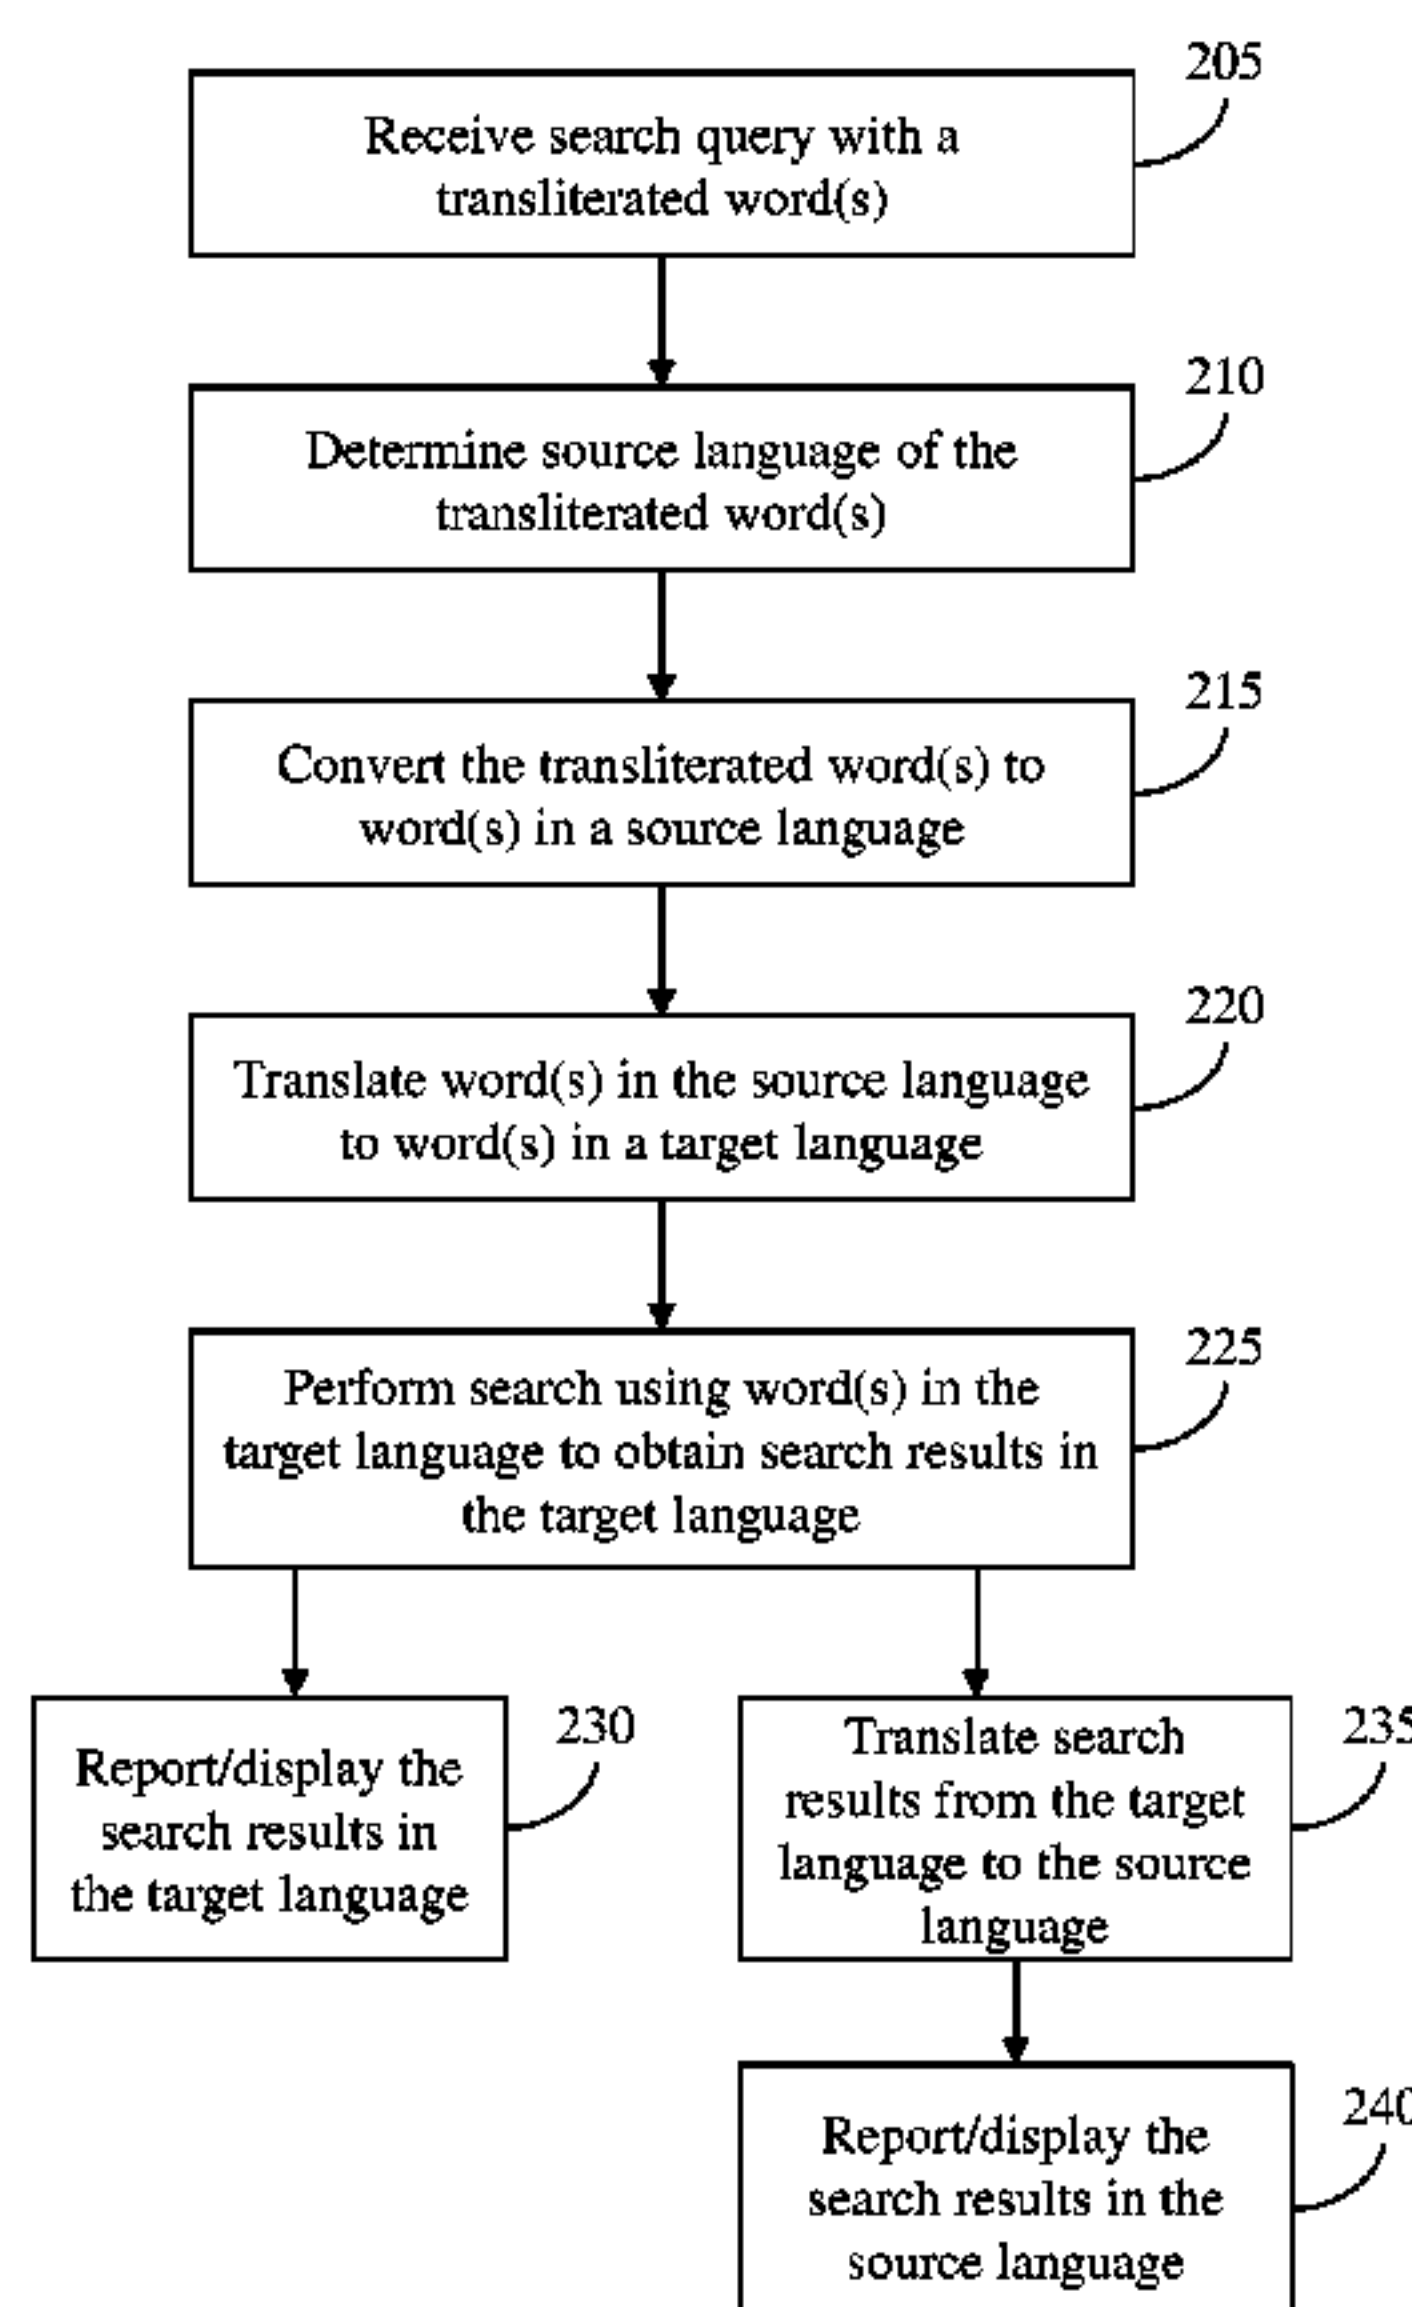 205
Receive search query with a
transliterated word(s)
210
Determine source language of the
transliterated word(s)
215
Convert the transliterated word(s) to
word(s) in a source language
220
Translate word(s) in the source language
to word(s) in a target language
225
Perform search using word(s) in the
target language to obtain search results in
the target language
230
Report/display the
search results in
the target language
235
Translate search
results from the target
language to the source
language
240
Report/display the
search results in the
source language